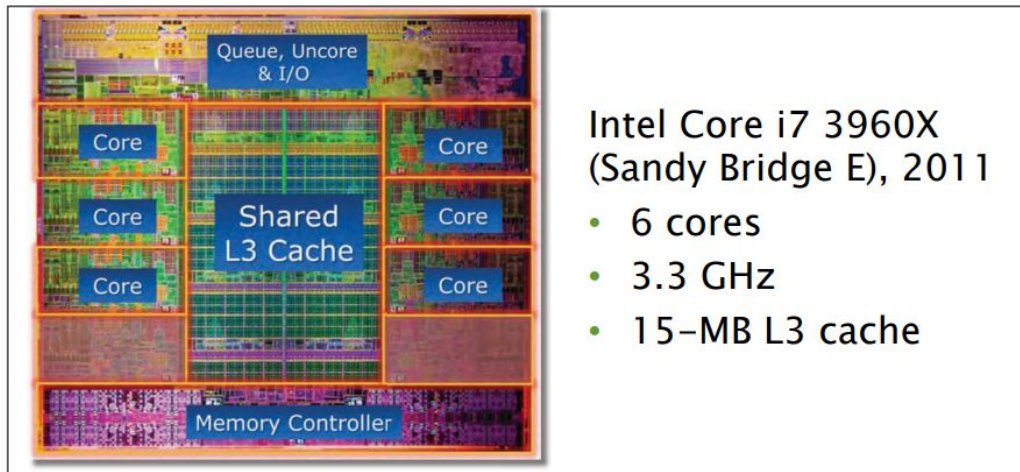 Queue, Uncore
& I/O
Core
Core
Core
Shared
L3 Cache
Core
Core
Core
Memory Controller
Intel Core i7 3960X
(Sandy Bridge E), 2011
• 6 cores
• 3.3 GHz
• 15-MB L3 cache